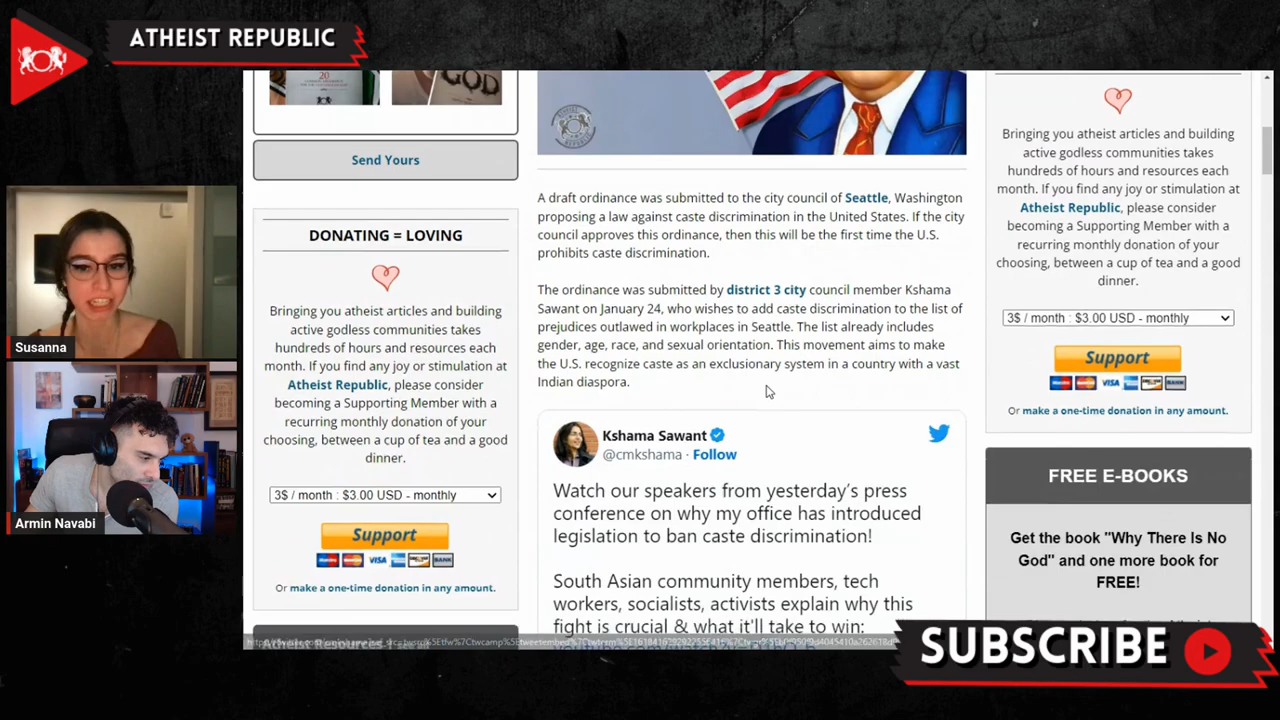 ATHEIST REPUBLIC
Susanna
Armin Navabi
20
GOD
Send Yours
DONATING = LOVING
Bringing you atheist articles and building
active godless communities takes
hundreds of hours and resources each
month. If you find any joy or stimulation at
Atheist Republic, please consider
becoming a Supporting Member with a
recurring monthly donation of your
choosing, between a cup of tea and a good
dinner.
3$ / month : $3.00 USD - monthly
Support
VISA
BANK
Or make a one-time donation in any amount.
A draft ordinance was submitted to the city council of Seattle, Washington
proposing a law against caste discrimination in the United States. If the city
council approves this ordinance, then this will be the first time the U.S.
prohibits caste discrimination.
The ordinance was submitted by district 3 city council member Kshama
Sawant on January 24, who wishes to add caste discrimination to the list of
prejudices outlawed in workplaces in Seattle. The list already includes
gender, age, race, and sexual orientation. This movement aims to make
the U.S. recognize caste as an exclusionary system in a country with a vast
Indian diaspora.
Kshama Sawant
@cmkshama · Follow
Watch our speakers from yesterday's press
conference on why my office has introduced
legislation to ban caste discrimination!
South Asian community members, tech
workers, socialists, activists explain why this
fight is crucial & what it'll take to win:
Bringing you atheist articles and building
active godless communities takes
hundreds of hours and resources each
month. If you find any joy or stimulation at
Atheist Republic, please consider
becoming a Supporting Member with a
recurring monthly donation of your
choosing, between a cup of tea and a good
dinner.
3$ / month : $3.00 USD - monthly
Support
VISA
BANK
Or make a one-time donation in any amount.
FREE E-BOOKS
Get the book "Why There Is No
God" and one more book for
FREE!
SUBSCRIBE